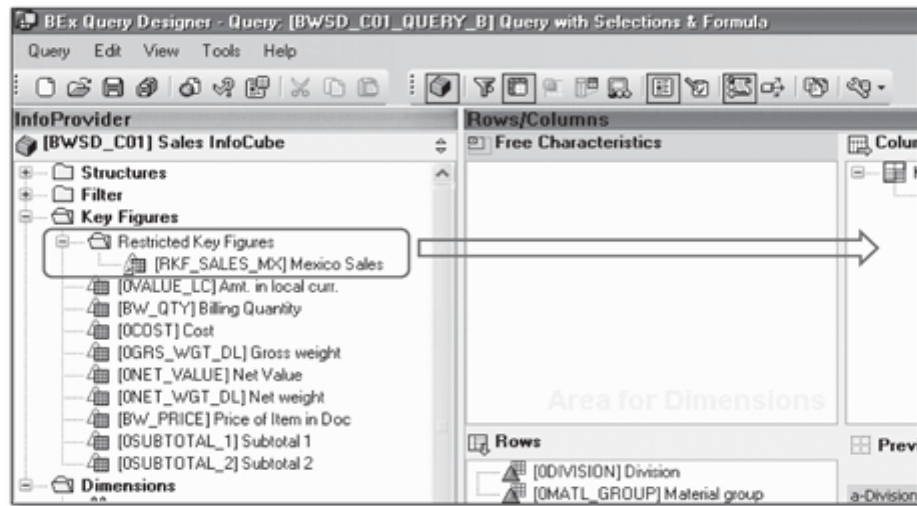 BEx Query Designer - Query: [BWSD_C01_QUERY_B] Query with Selections & Formula
Query Edit View Tools Help
InfoProvider
[BWSD_C01] Sales InfoCube
Structures
Filter
Key Figures
Restricted Key Figures
[RKF_SALES_MX] Mexico Sales
[0VALUE_LC] Amt. in local curr.
[BW_QTY] Billing Quantity
[0COST] Cost
[0GRS_WGT_DL] Gross weight
[0NET_VALUE] Net Value
[0NET_WGT_DL] Net weight
[BW_PRICE] Price of Item in Doc
[0SUBTOTAL_1] Subtotal 1
[0SUBTOTAL_2] Subtotal 2
Dimensions
Rows/Columns
Free Characteristics
Area for Dimensions
Colur
Rows
[0DIVISION] Division
[0MATL_GROUP] Material group
Prev
a-Division